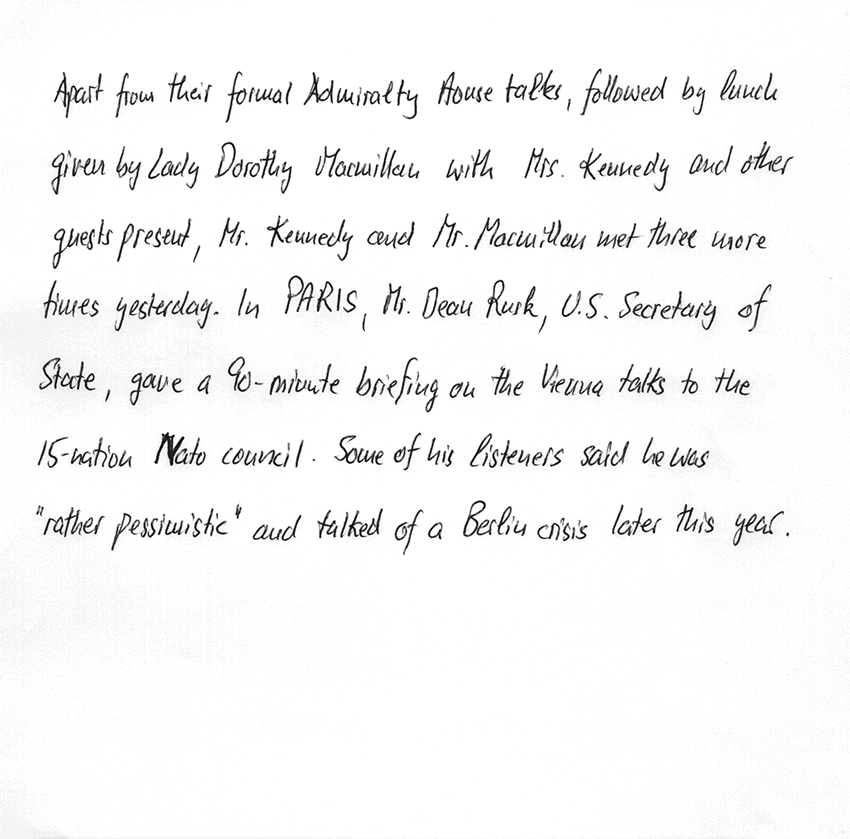 Apart from their formal Admiralty House talks, followed by lunch
given by Lady Dorothy Macmillan with Mrs. Kennedy and other
guests present, Mr. Kennedy and Mr. Macmillan met three more
times yesterday. In PARIS, Mr. Dean Rusk, U.S. Secretary of
State, gave a 90-minute briefing on the Vienna talks to the
15-nation Nato council. Some of his listeners said he was
"rather pessimistic" and talked of a Berlin crisis later this year.